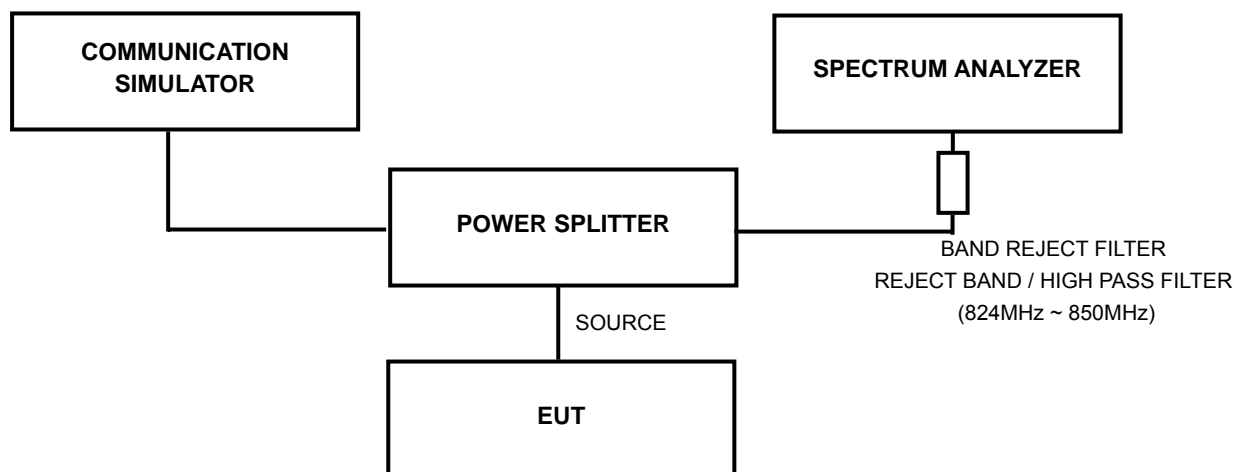 COMMUNICATION
SIMULATOR
SPECTRUM ANALYZER
POWER SPLITTER
BAND REJECT FILTER
REJECT BAND / HIGH PASS FILTER
(824MHz ~ 850MHz)
SOURCE
EUT